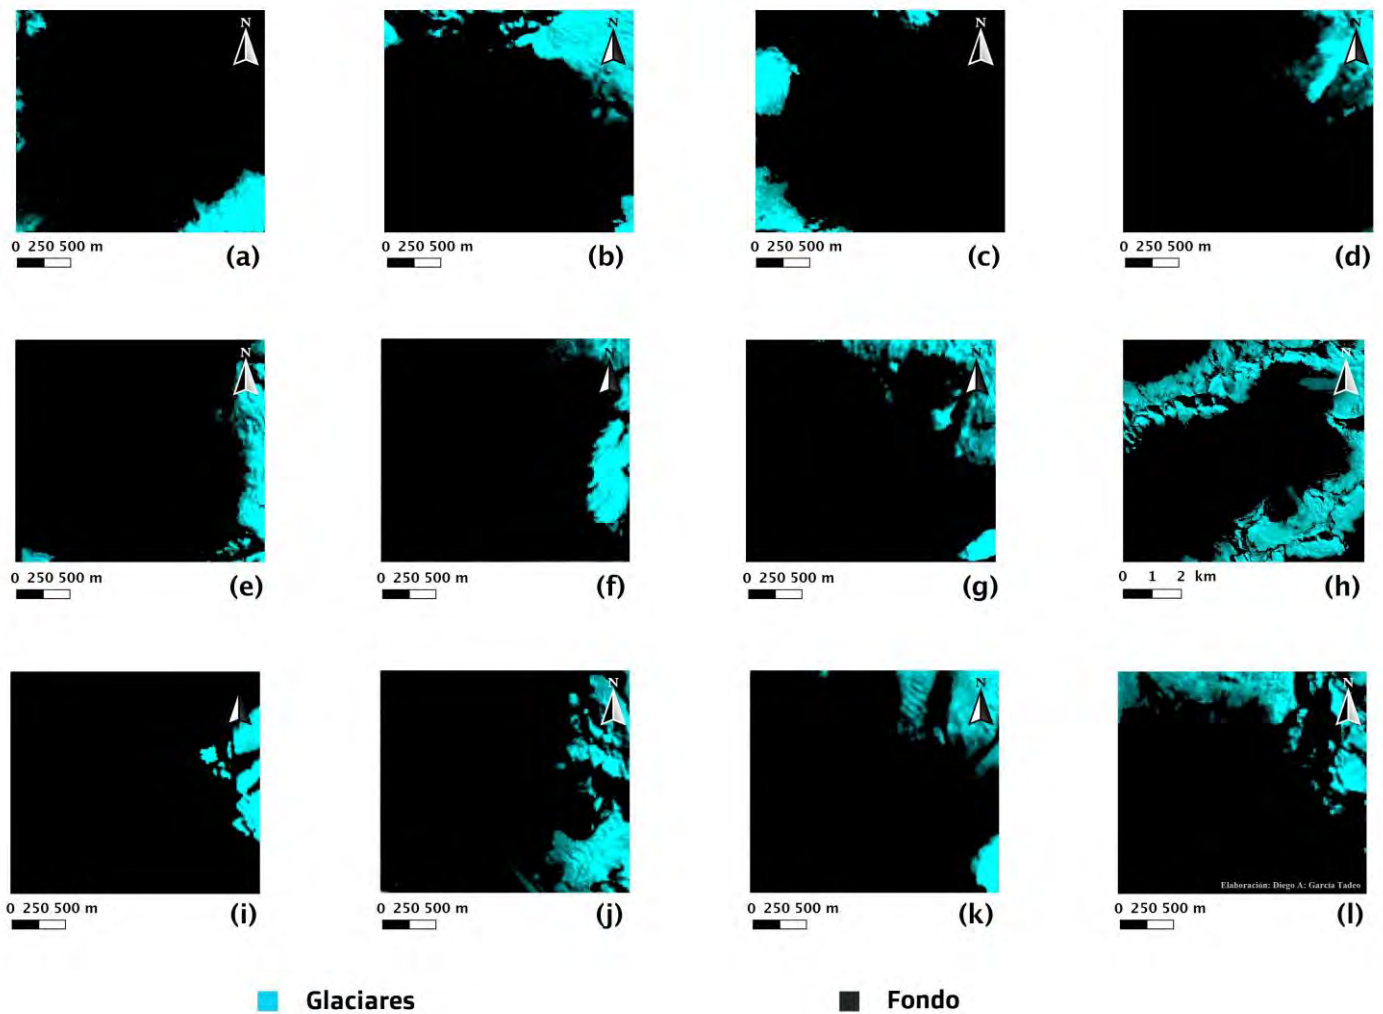 N N N N
0 250 500 m (a) 0 250 500 m (b) 0 250 500 m (c) 0 250 500 m (d)
N N N N
0 250 500 m (e) 0 250 500 m (f) 0 250 500 m (g) 0 1 2 km (h)
N N N
Elaboración: Diego A: García Tadeo
0 250 500 m (i) 0 250 500 m (j) 0 250 500 m (k) 0 250 500 m (l)
Glaciares Fondo